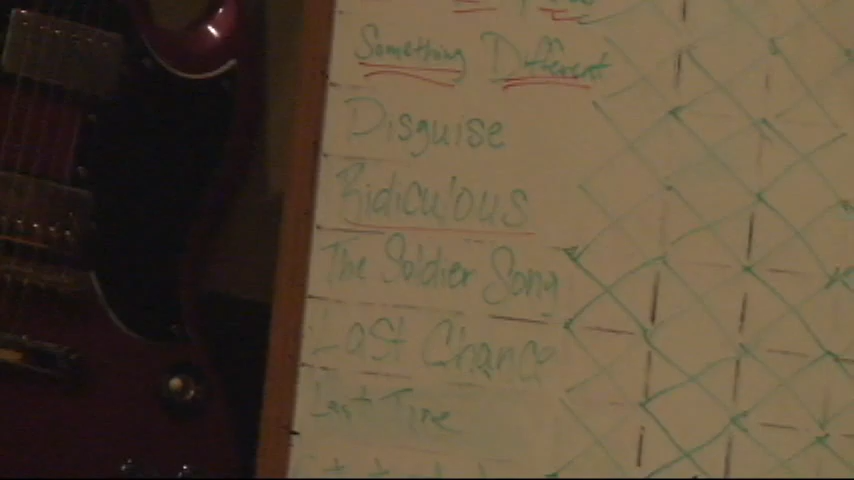 Something Different
Disguise
Ridiculous
The Soldier Song
Last Chance
Last Time